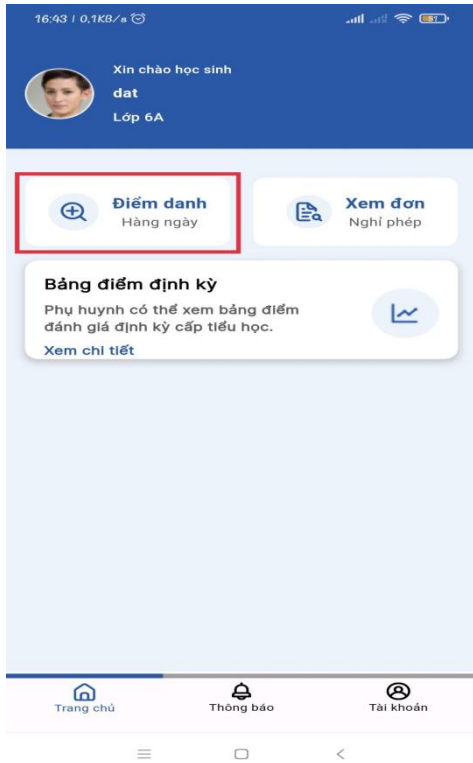 16:43 | 0,1KB/s
Xin chào học sinh
dat
Lớp 6A
Điểm danh
Hàng ngày
Xem đơn
Nghỉ phép
Bảng điểm định kỳ
Phụ huynh có thể xem bảng điểm
đánh giá định kỳ cấp tiểu học.
Xem chi tiết
Trang chủ
Thông báo
Tài khoản